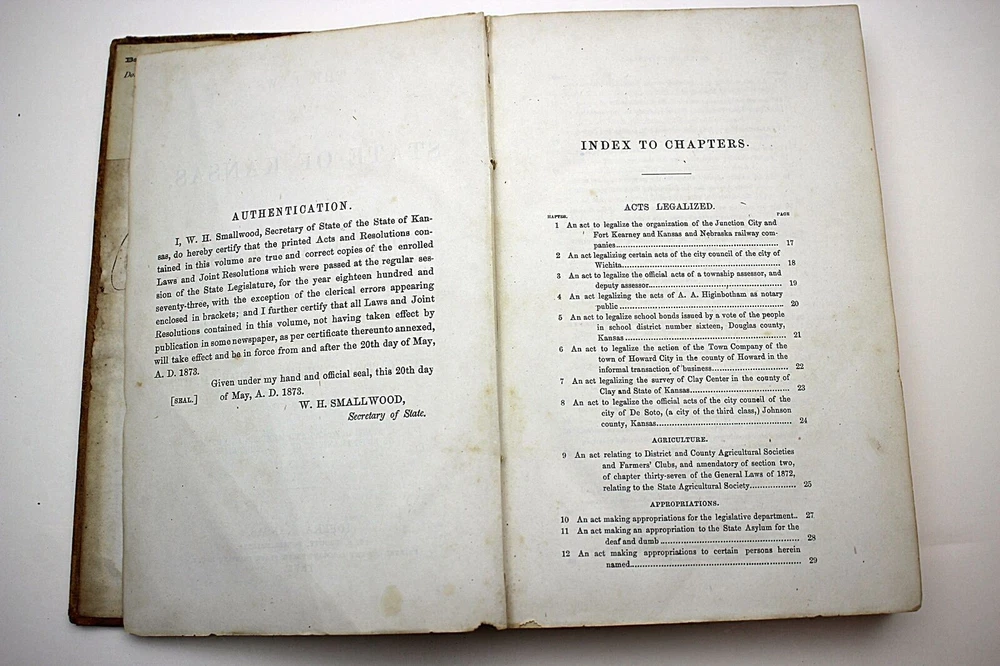 AUTHENTICATION.
I, W. H. Smallwood, Secretary of State of the State of Kan-
sas, do hereby certify that the printed Acts and Resolutions con-
tained in this volume are true and correct copies of the enrolled
Laws and Joint Resolutions which were passed at the regular ses-
sion of the State Legislature, for the year eighteen hundred and
seventy-three, with the exception of the clerical errors appearing
enclosed in brackets; and I further certify that all Laws and Joint
Resolutions contained in this volume, not having taken effect by
publication in some newspaper, as per certificate thereunto annexed,
will take effect and be in force from and after the 20th day of May,
A. D. 1873.
Given under my hand and official seal, this 20th day
[SEAL.] of May, A. D. 1873.
W. H. SMALLWOOD,
Secretary of State.
INDEX TO CHAPTERS.
ACTS LEGALIZED.
HAPTER. PAGE
1 An act to legalize the organization of the Junction City and
Fort Kearney and Kansas and Nebraska railway com-
panies 17
2 An act legalizing certain acts of the city council of the city of
Wichita 18
3 An act to legalize the official acts of a township assessor, and
deputy assessor 19
4 An act legalizing the acts of A. A. Higinbotham as notary
public 20
5 An act to legalize school bonds issued by a vote of the people
in school district number sixteen, Douglas county,
Kansas 21
6 An act to legalize the action of the Town Company of the
town of Howard City in the county of Howard in the
informal transaction of business 22
7 An act legalizing the survey of Clay Center in the county of
Clay and State of Kansas 23
8 An act to legalize the official acts of the city council of the
city of De Soto, (a city of the third class,) Johnson
county, Kansas 24
AGRICULTURE.
9 An act relating to District and County Agricultural Societies
and Farmers' Clubs, and amendatory of section two,
of chapter thirty-seven of the General Laws of 1872,
relating to the State Agricultural Society 25
APPROPRIATIONS.
10 An act making appropriations for the legislative department 27
11 An act making an appropriation to the State Asylum for the
deaf and dumb 28
12 An act making appropriations to certain persons herein
named 29